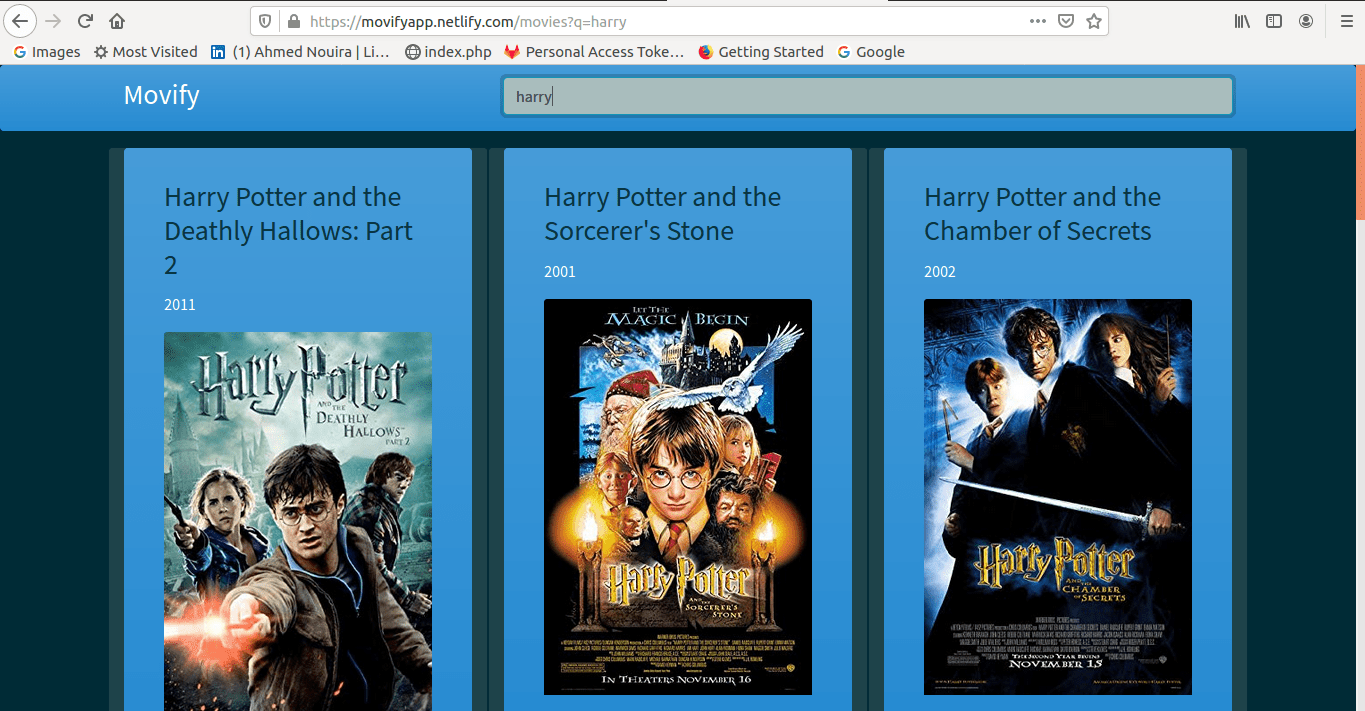 https://movifyapp.netlify.com/movies?q=harry
Images
Most Visited
(1) Ahmed Nouira | Li…
index.php
Personal Access Toke…
Getting Started
Google
Movify
harry
Harry Potter and the
Deathly Hallows: Part
2
2011
Harry Potter
AND THE
DEATHLY
HALLOWS
PART 2
Harry Potter and the
Sorcerer's Stone
2001
LET THE
MAGIC BEGIN
Harry Potter
AND THE
SORCERER'S
STONE
IN THEATERS NOVEMBER 16
Harry Potter and the
Chamber of Secrets
2002
Harry Potter
AND THE
CHAMBER
OF SECRETS
THE SECOND YEAR BEGINS
NOVEMBER 15